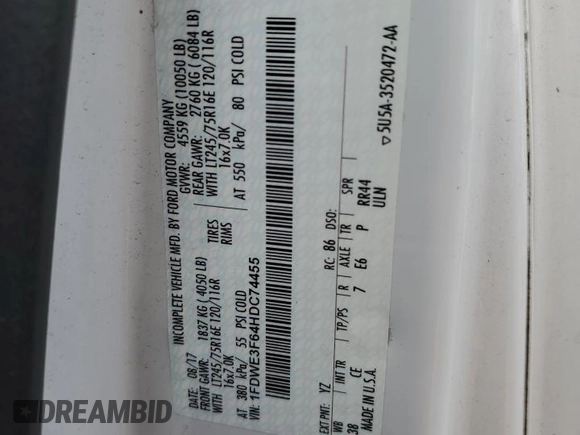 INCOMPLETE VEHICLE MFD. BY FORD MOTOR COMPANY
DATE: 08/17 GVWR: 4559 KG (10050 LB)
FRONT GAWR: 1837 KG (4050 LB) REAR GAWR: 2760 KG (6084 LB)
WITH LT245/75R16E 120/116R TIRES WITH LT245/75R16E 120/116R
16x7.0K RIMS 16x7.0K
AT 380 kPa/ 55 PSI COLD AT 550 kPa/ 80 PSI COLD
VIN: 1FDWE3F64HDC74455
EXT PNT: YZ RC: 86 DSO:
WB INT TR TP/PS R AXLE TR SPR
38 CE 7 E6 P RR44
MADE IN U.S.A. ULN
▽5U5A-3520472-AA
DREAMBID